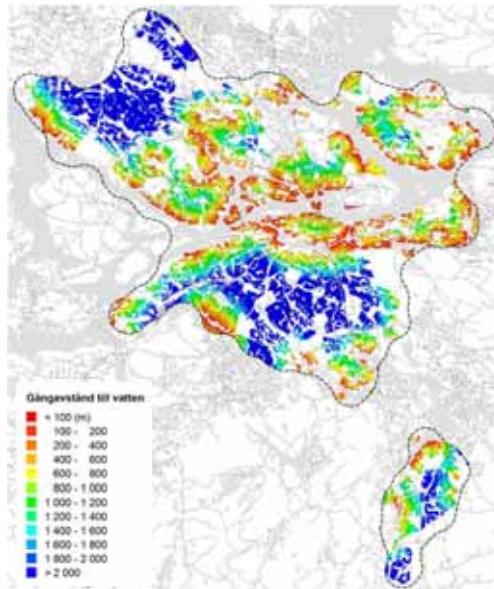 Gångavstånd till vatten
< 100 (m)
100 - 200
200 - 400
400 - 600
600 - 800
800 - 1 000
1 000 - 1 200
1 200 - 1 400
1 400 - 1 600
1 600 - 1 800
1 800 - 2 000
> 2 000